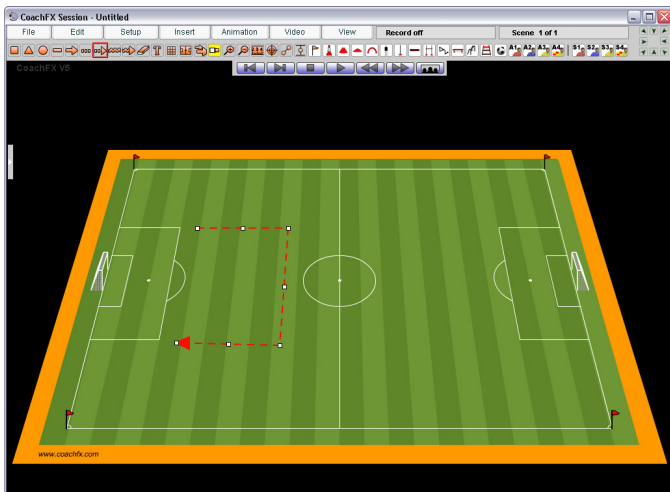 CoachFX Session - Untitled
File Edit Setup Insert Animation Video View Record off Scene 1 of 1
A1 A2 A3 A4 S1 S2 S3 S4
CoachFX V5
www.coachfx.com